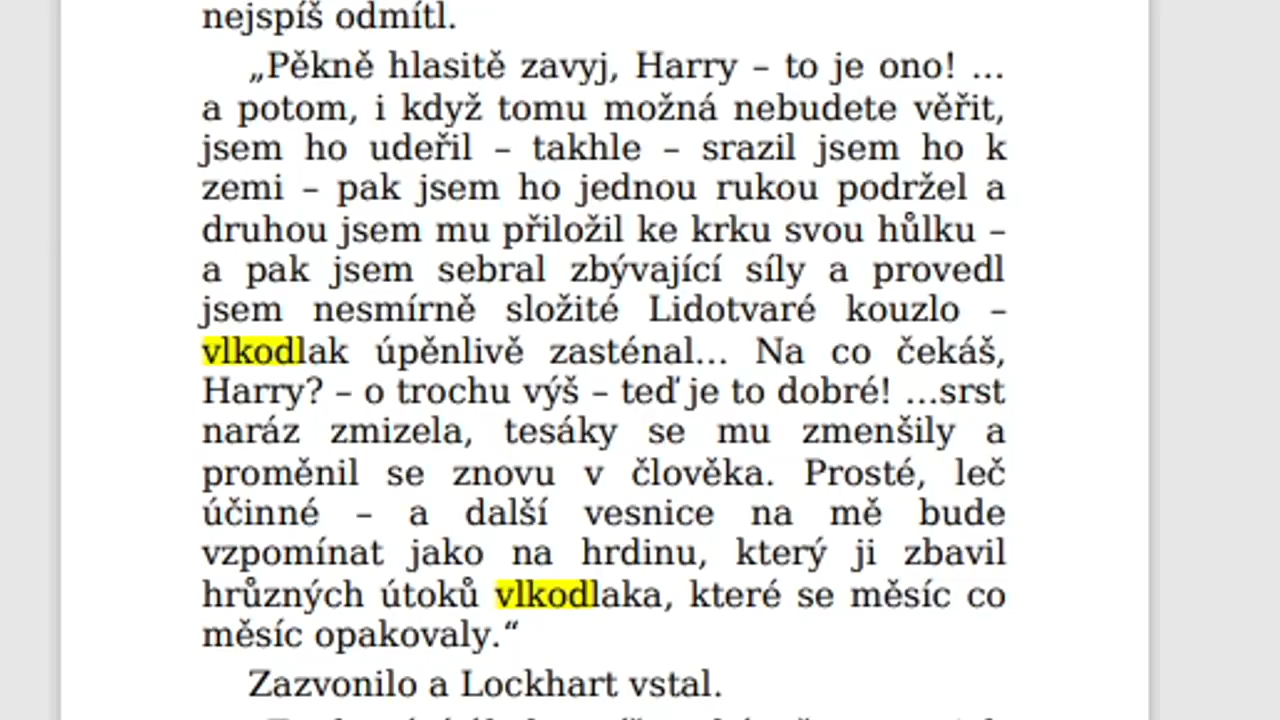 nejspíš odmítl.
„Pěkně hlasitě zavyj, Harry – to je ono! …
a potom, i když tomu možná nebudete věřit,
jsem ho udeřil – takhle – srazil jsem ho k
zemi – pak jsem ho jednou rukou podržel a
druhou jsem mu přiložil ke krku svou hůlku –
a pak jsem sebral zbývající síly a provedl
jsem nesmírně složité Lidotvaré kouzlo –
vlkodlak úpěnlivě zasténal… Na co čekáš,
Harry? – o trochu výš – teď je to dobré! …srst
naráz zmizela, tesáky se mu zmenšily a
proměnil se znovu v člověka. Prosté, leč
účinné – a další vesnice na mě bude
vzpomínat jako na hrdinu, který ji zbavil
hrůzných útoků vlkodlaka, které se měsíc co
měsíc opakovaly.“
Zazvonilo a Lockhart vstal.